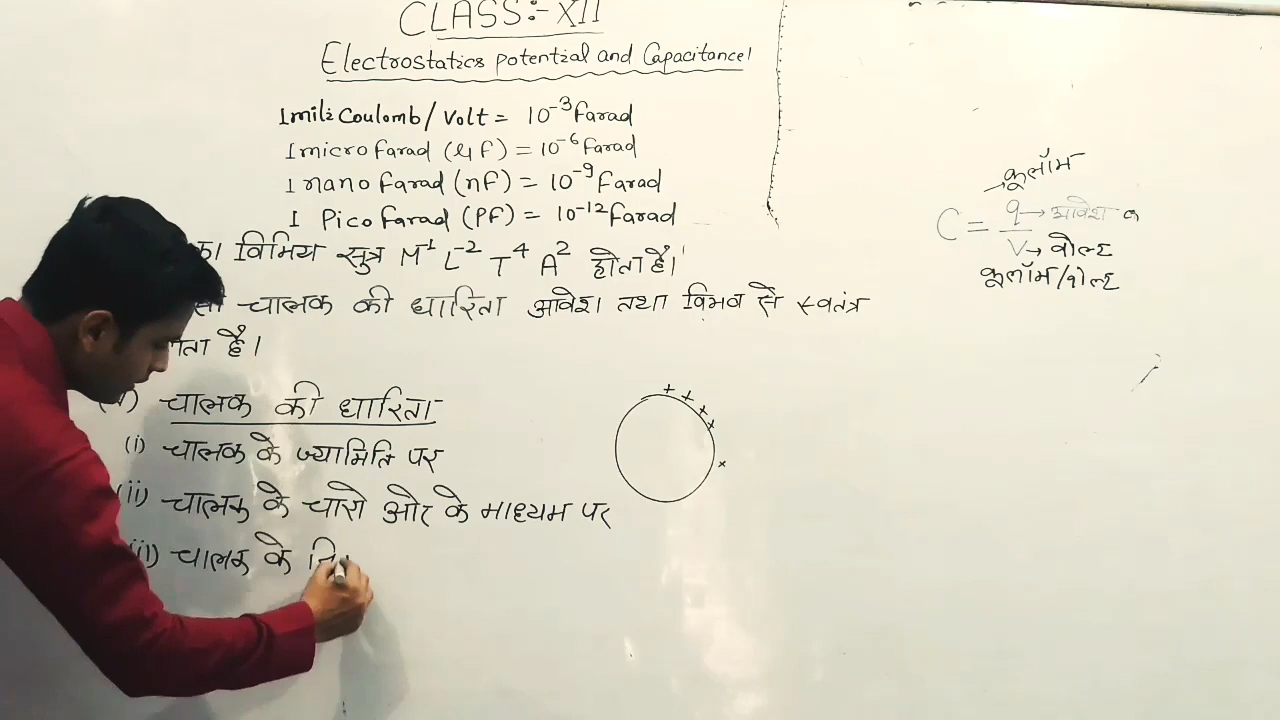 CLASS:- XII
Electrostatics potential and Capacitance
1mili Coulomb/Volt = 10⁻³ Farad
1micro farad (μF) = 10⁻⁶ Farad
1 nano farad (nF) = 10⁻⁹ Farad
1 Pico farad (PF) = 10⁻¹² Farad
विमिय सुत्र M⁻¹ L⁻² T⁴ A² होता है।
चालक की धारिता आवेश तथा विभव से स्वतंत्र
है।
चालक की धारिता
(i) चालक के ज्यामिति पर
(ii) चालक के चारो ओर के माध्यम पर
चालक के
+ + + + +
→ कूलॉम
C = q → आवेश
V → वोल्ट
कूलॉम/वोल्ट